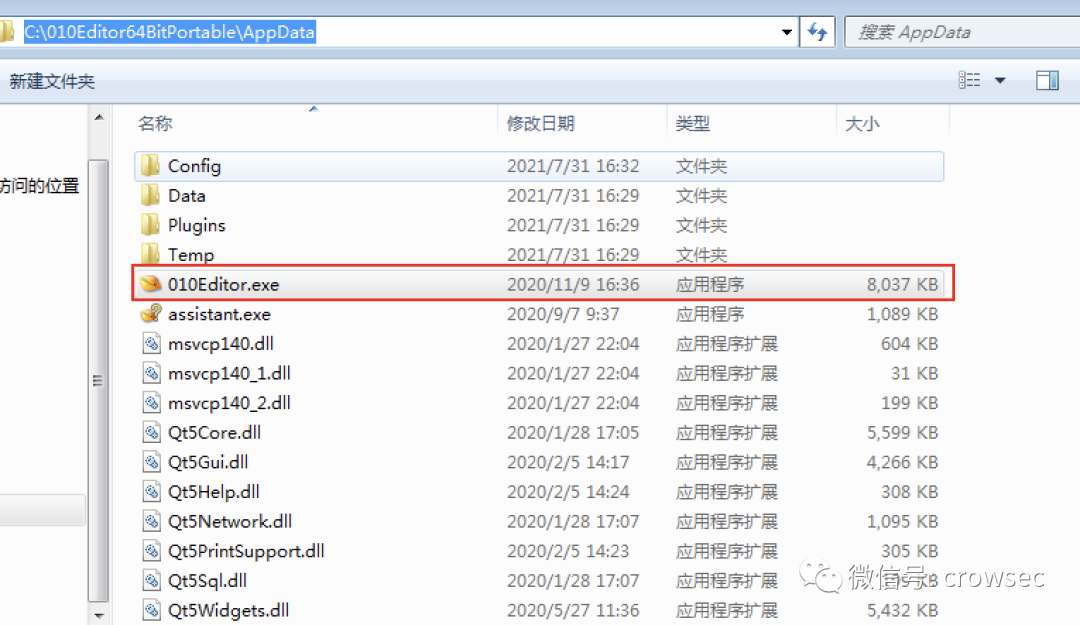 C:\010Editor64BitPortable\AppData
搜索 AppData
新建文件夹
名称 修改日期 类型 大小
Config 2021/7/31 16:32 文件夹
访问的位置
Data 2021/7/31 16:29 文件夹
Plugins 2021/7/31 16:29 文件夹
Temp 2021/7/31 16:29 文件夹
010Editor.exe 2020/11/9 16:36 应用程序 8,037 KB
assistant.exe 2020/9/7 9:37 应用程序 1,089 KB
msvcp140.dll 2020/1/27 22:04 应用程序扩展 604 KB
msvcp140_1.dll 2020/1/27 22:04 应用程序扩展 31 KB
msvcp140_2.dll 2020/1/27 22:04 应用程序扩展 199 KB
Qt5Core.dll 2020/1/28 17:05 应用程序扩展 5,599 KB
Qt5Gui.dll 2020/2/5 14:17 应用程序扩展 4,266 KB
Qt5Help.dll 2020/2/5 14:24 应用程序扩展 308 KB
Qt5Network.dll 2020/1/28 17:07 应用程序扩展 1,095 KB
Qt5PrintSupport.dll 2020/2/5 14:23 应用程序扩展 305 KB
Qt5Sql.dll 2020/1/28 17:07 应用程序扩展 KB
微信号: crowsec
Qt5Widgets.dll 2020/5/27 11:36 应用程序扩展 5,432 KB